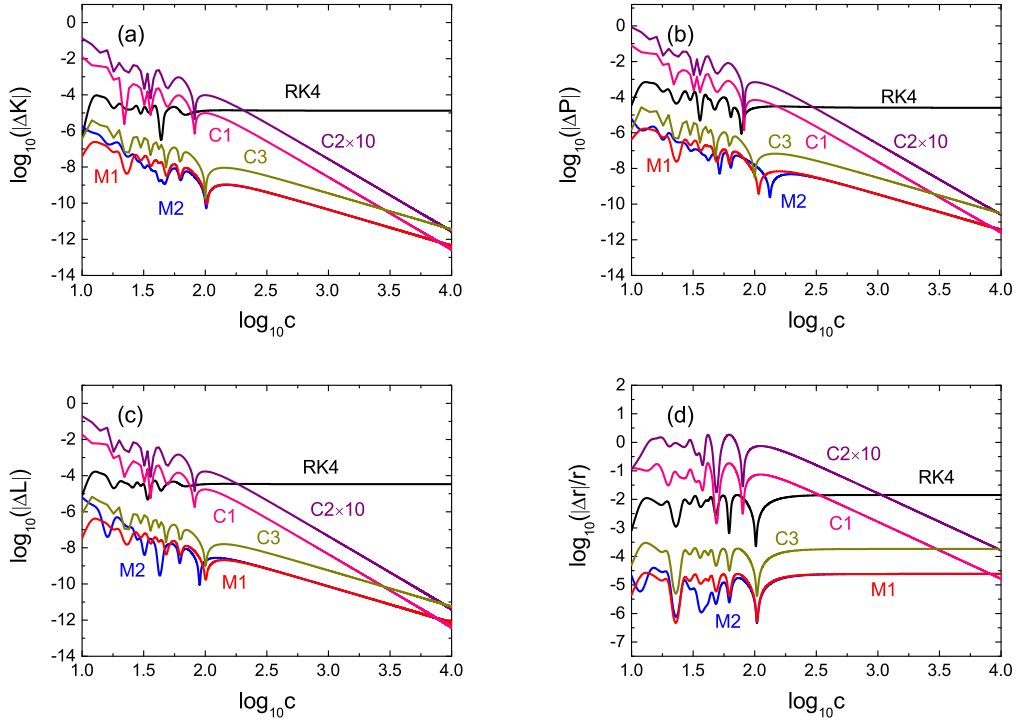 (a)
log₁₀(|ΔK|)
0
-2
-4
-6
-8
-10
-12
-14
RK4
C1
C2×10
C3
M1
M2
1.0 1.5 2.0 2.5 3.0 3.5 4.0
log₁₀c
(b)
log₁₀(|ΔP|)
0
-2
-4
-6
-8
-10
-12
-14
RK4
C1
C2×10
C3
M1
M2
1.0 1.5 2.0 2.5 3.0 3.5 4.0
log₁₀c
(c)
log₁₀(|ΔL|)
0
-2
-4
-6
-8
-10
-12
-14
RK4
C2×10
C1
C3
M2
M1
1.0 1.5 2.0 2.5 3.0 3.5 4.0
log₁₀c
(d)
log₁₀(|Δr|/r)
2
1
0
-1
-2
-3
-4
-5
-6
-7
C2×10
RK4
C1
C3
M1
M2
1.0 1.5 2.0 2.5 3.0 3.5 4.0
log₁₀c